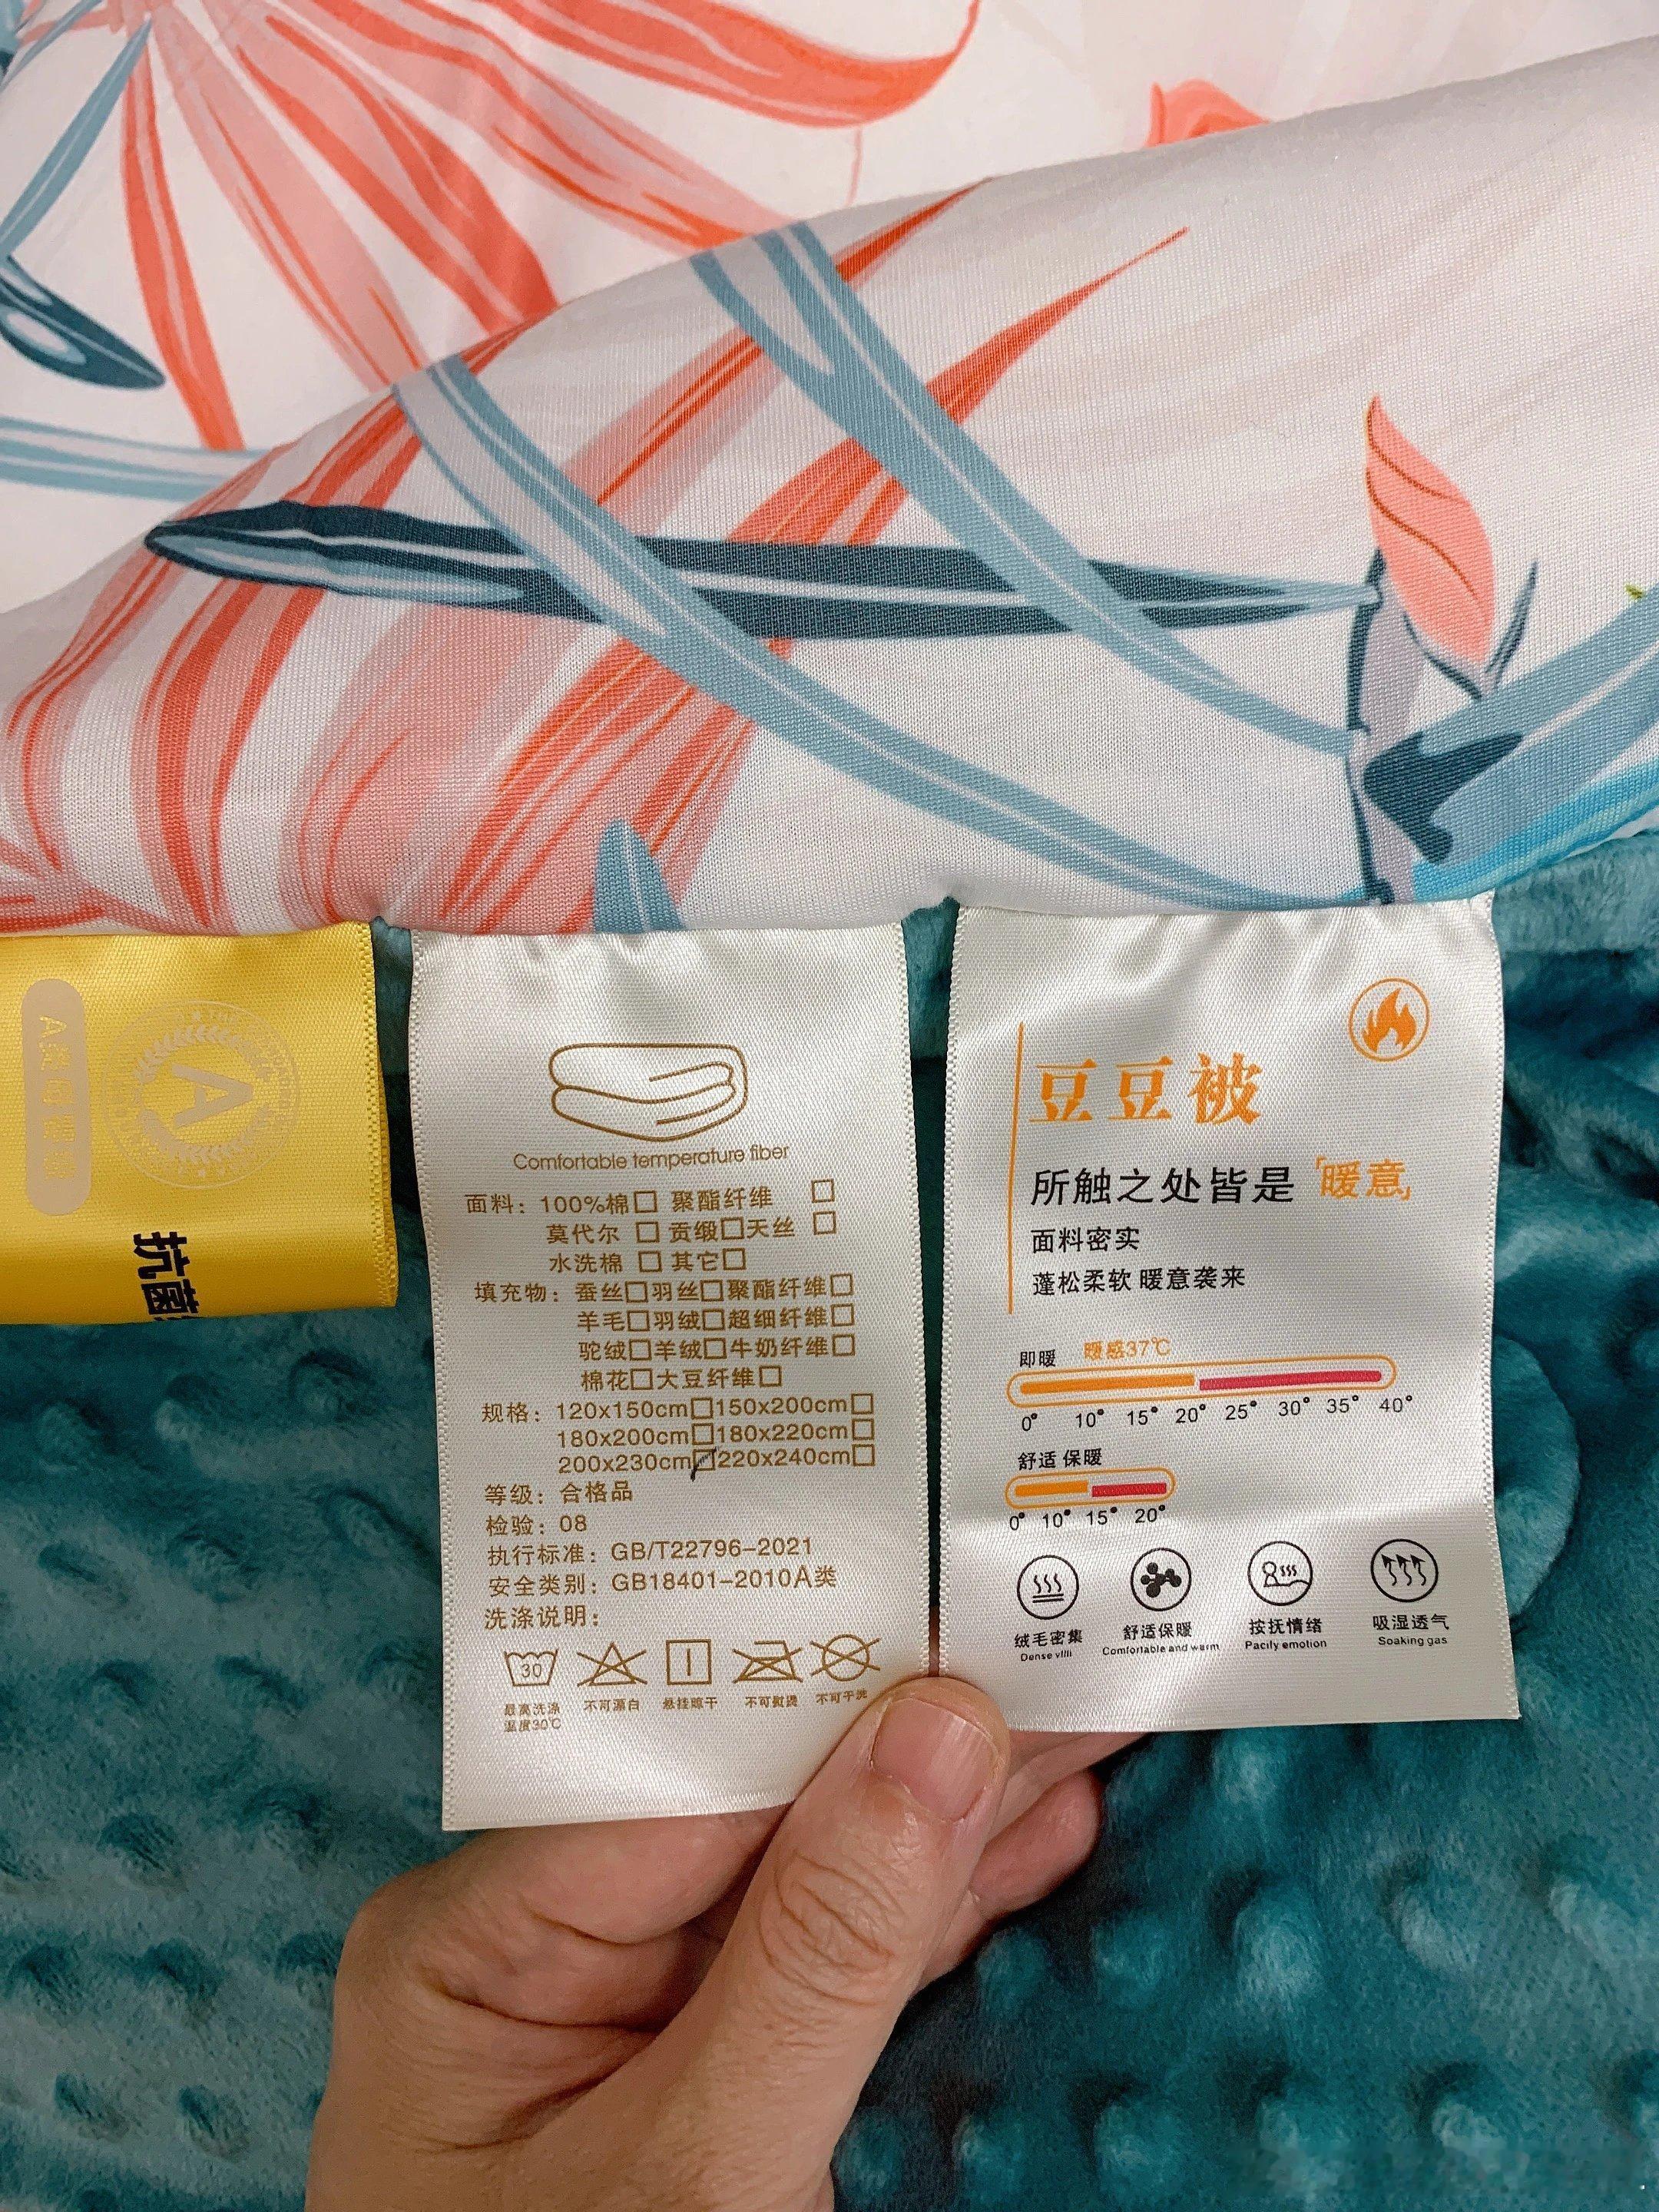 A
抗菌
Comfortable temperature fiber
面料：100%棉□ 聚酯纤维 □
莫代尔 □ 贡缎□天丝 □
水洗棉 □ 其它□
填充物：蚕丝□羽丝□聚酯纤维□
羊毛□羽绒□超细纤维□
驼绒□羊绒□牛奶纤维□
棉花□大豆纤维□
规格：120x150cm□150x200cm□
180x200cm□180x220cm□
200x230cm☑220x240cm□
等级：合格品
检验：08
执行标准：GB/T22796-2021
安全类别：GB18401-2010A类
洗涤说明：
30
最高洗涤 不可漂白 悬挂晾干 不可熨烫 不可干洗
温度30℃
豆豆被
所触之处皆是「暖意」
面料密实
蓬松柔软 暖意袭来
即暖 暖感37℃
0° 10° 15° 20° 25° 30° 35° 40°
舒适保暖
0° 10° 15° 20°
绒毛密集 舒适保暖 按抚情绪 吸湿透气
Dense villi Comfortable and warm Pacify emotion Soaking gas